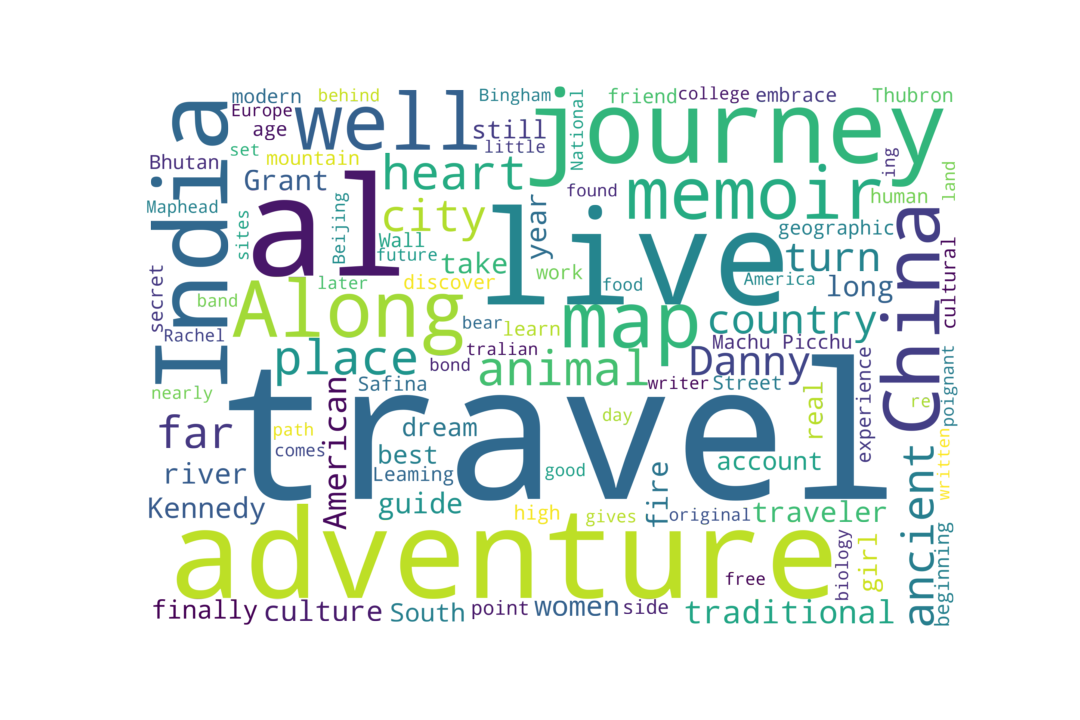 modern
behind
Bingham
National
friend
college
embrace
Thubron
India
Europe
age
well
still
little
journey
set
mountain
Bhutan
Grant
heart
found
memoir
ing
human
land
Maphead
sites
al
Beijing
city
year
live
geographic
China
Wall
future
take
work
food
America
turn
cultural
secret
band
later
discover
long
Along
bear
learn
map
country
Rachel
place
tralian
bond
animal
Machu Picchu
Danny
writer
Street
experience
poignant
nearly
Safina
travel
American
day
real
re
far
path
comes
dream
best
Leaming
good
account
ancient
written
river
guide
fire
Kennedy
high
gives
original
traveler
adventure
free
biology
girl
beginning
finally
culture
South
point
women
side
traditional